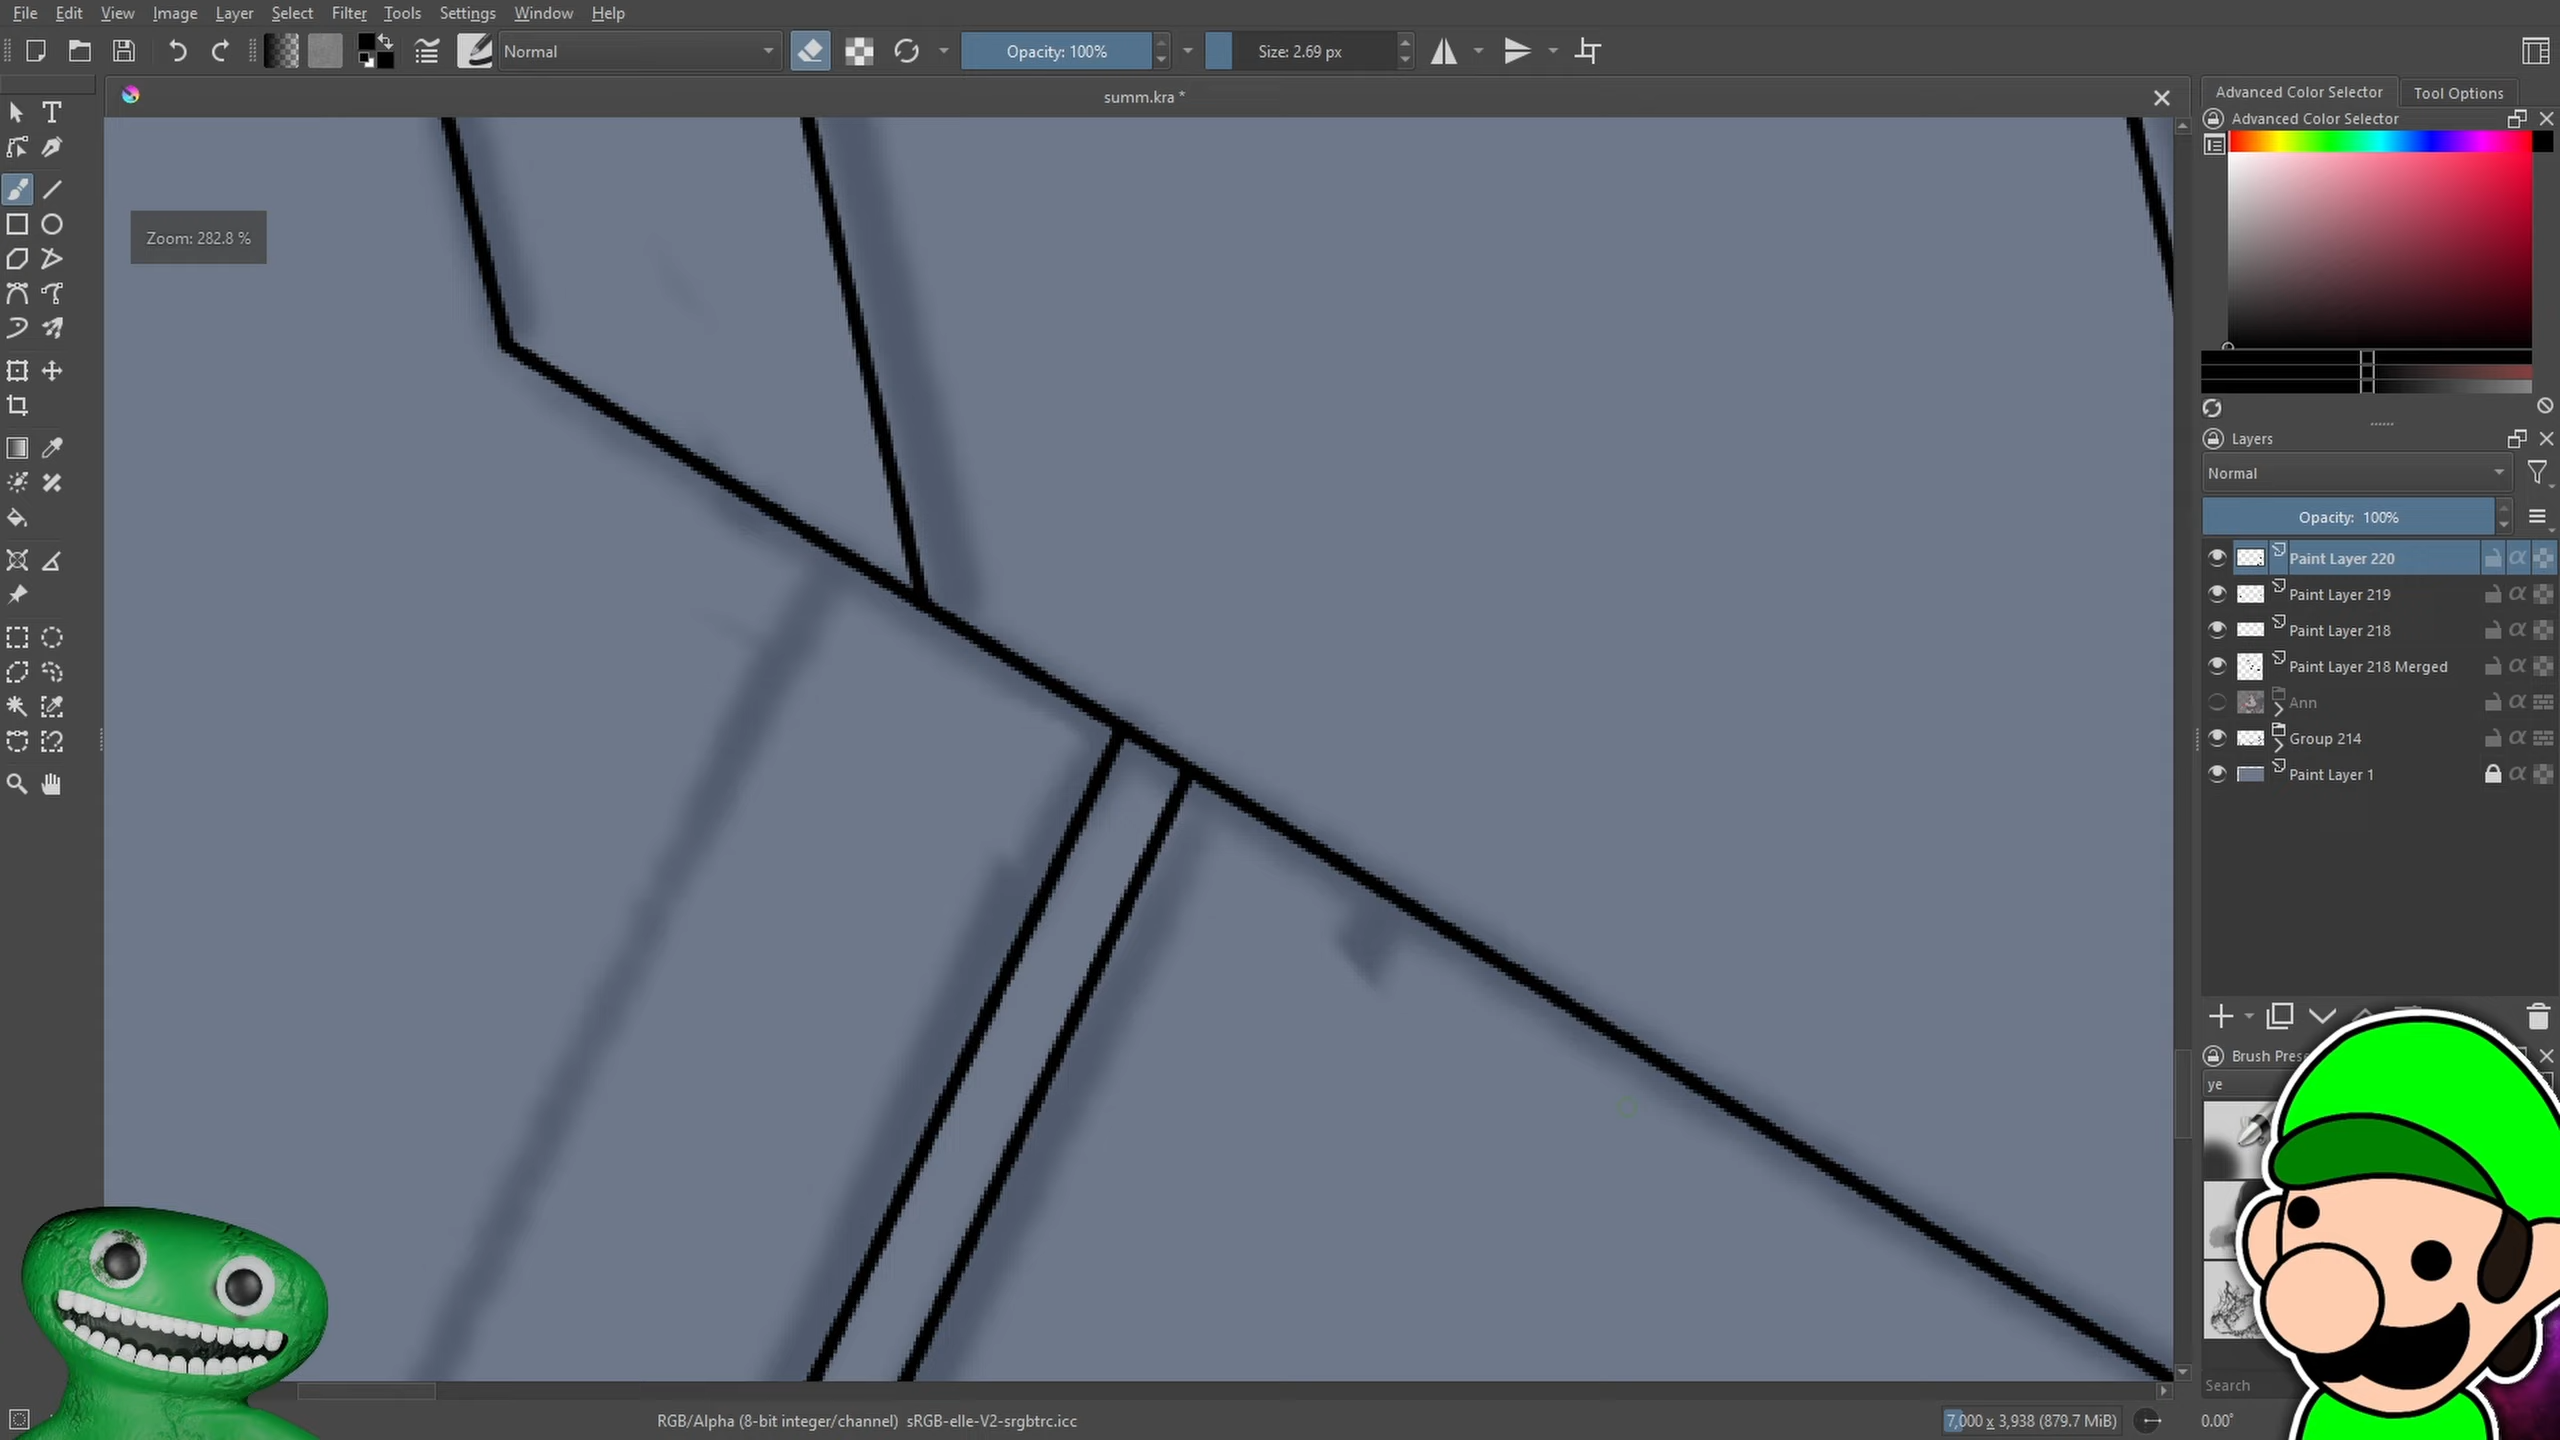 File Edit View Image Layer Select Filter Tools Settings Window Help
Normal
Opacity: 100%
Size: 2.69 px
summ.kra *
Advanced Color Selector
Tool Options
Advanced Color Selector
Zoom: 282.8 %
Layers
Normal
Opacity: 100%
Paint Layer 220
Paint Layer 219
Paint Layer 218
Paint Layer 218 Merged
Ann
Group 214
Paint Layer 1
Brush Pres
ye
Search
RGB/Alpha (8-bit integer/channel) sRGB-elle-V2-srgbtrc.icc
7,000 x 3,938 (879.7 MiB)
0.00°